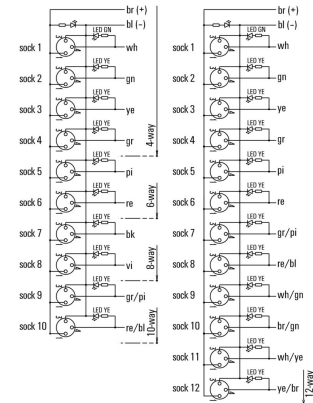 br (+)
bl (–)
LED GN
sock 1 wh
LED YE
sock 2 gn
LED YE
sock 3 ye
LED YE
sock 4 gr
4-way
LED YE
sock 5 pi
LED YE
sock 6 re
6-way
LED YE
sock 7 bk
LED YE
sock 8 vi
8-way
LED YE
sock 9 gr/pi
LED YE
sock 10 re/bl
10-way
br (+)
bl (–)
LED YE
sock 1 wh
LED YE
sock 2 gn
LED YE
sock 3 ye
LED YE
sock 4 gr
LED YE
sock 5 pi
LED YE
sock 6 re
LED YE
sock 7 gr/pi
LED YE
sock 8 re/bl
LED YE
sock 9 wh/gn
LED YE
sock 10 br/gn
LED YE
sock 11 wh/ye
LED YE
sock 12 ye/br
12-way